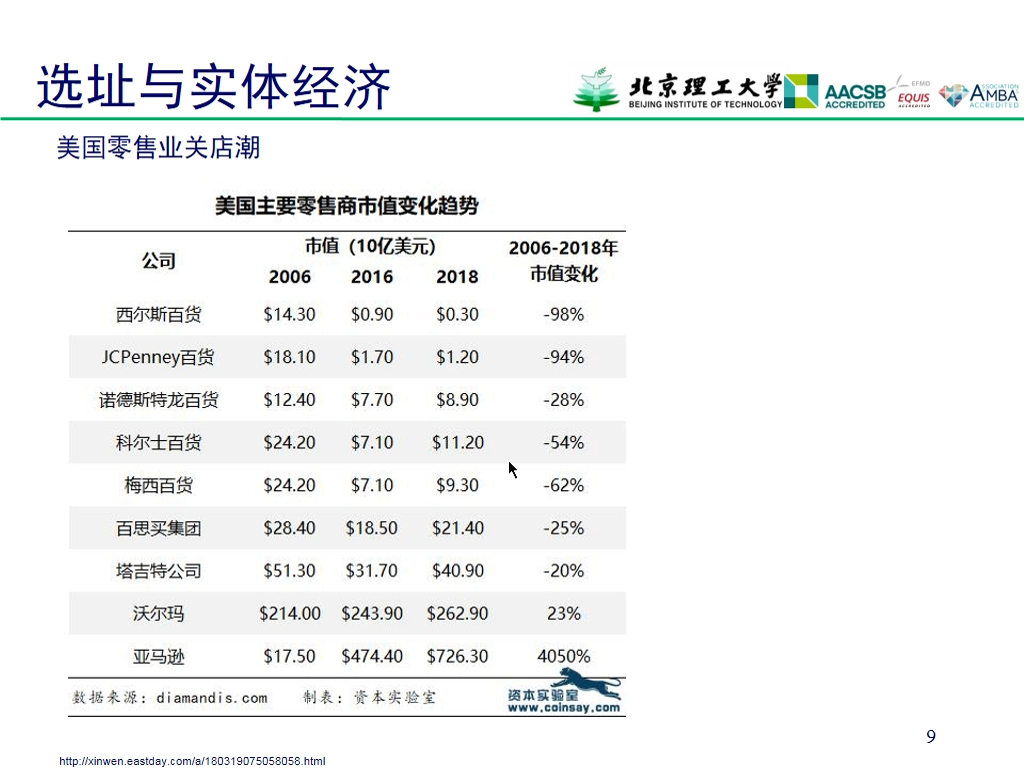 选址与实体经济
北京理工大学
BEIJING INSTITUTE OF TECHNOLOGY
AACSB
ACCREDITED
EFMD
EQUIS
ACCREDITED
ASSOCIATION
AMBA
ACCREDITED
美国零售业关店潮
美国主要零售商市值变化趋势
公司 市值（10亿美元） 2006-2018年市值变化
2006 2016 2018
西尔斯百货 $14.30 $0.90 $0.30 -98%
JCPenney百货 $18.10 $1.70 $1.20 -94%
诺德斯特龙百货 $12.40 $7.70 $8.90 -28%
科尔士百货 $24.20 $7.10 $11.20 -54%
梅西百货 $24.20 $7.10 $9.30 -62%
百思买集团 $28.40 $18.50 $21.40 -25%
塔吉特公司 $51.30 $31.70 $40.90 -20%
沃尔玛 $214.00 $243.90 $262.90 23%
亚马逊 $17.50 $474.40 $726.30 4050%
数据来源：diamandis.com 制表：资本实验室
资本实验室
www.coinsay.com
9
http://xinwen.eastday.com/a/180319075058058.html